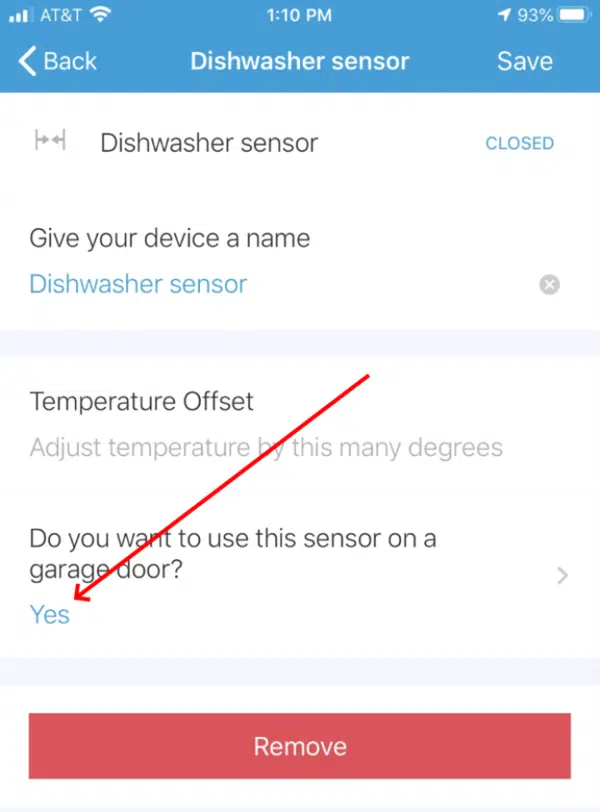 AT&T 1:10 PM 93%
Back Dishwasher sensor Save
Dishwasher sensor CLOSED
Give your device a name
Dishwasher sensor
Temperature Offset
Adjust temperature by this many degrees
Do you want to use this sensor on a
garage door?
Yes
Remove